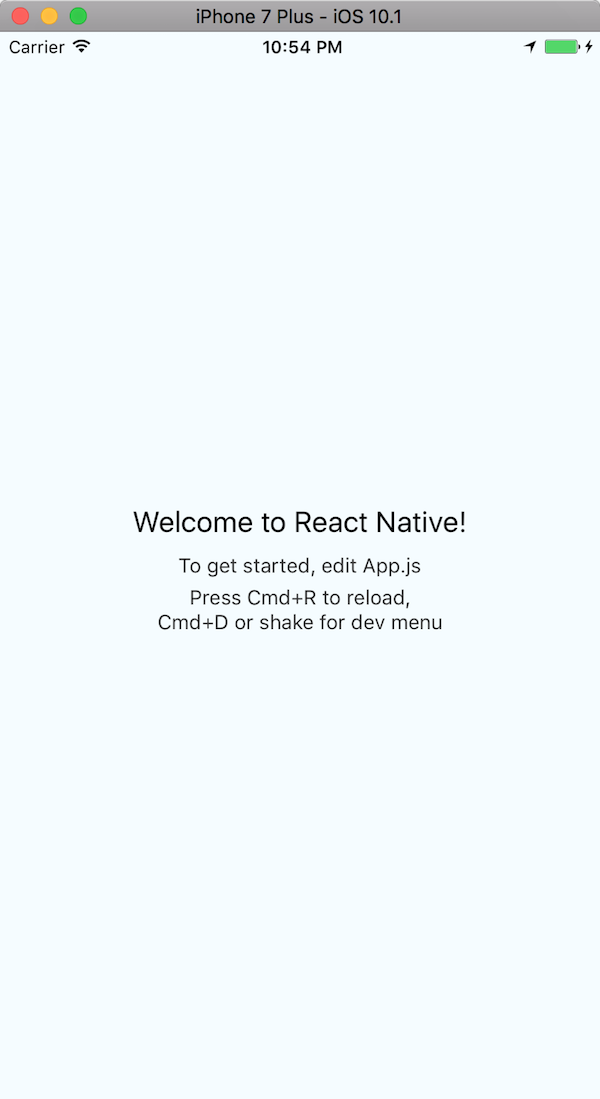 iPhone 7 Plus - iOS 10.1
Carrier 10:54 PM
Welcome to React Native!
To get started, edit App.js
Press Cmd+R to reload,
Cmd+D or shake for dev menu